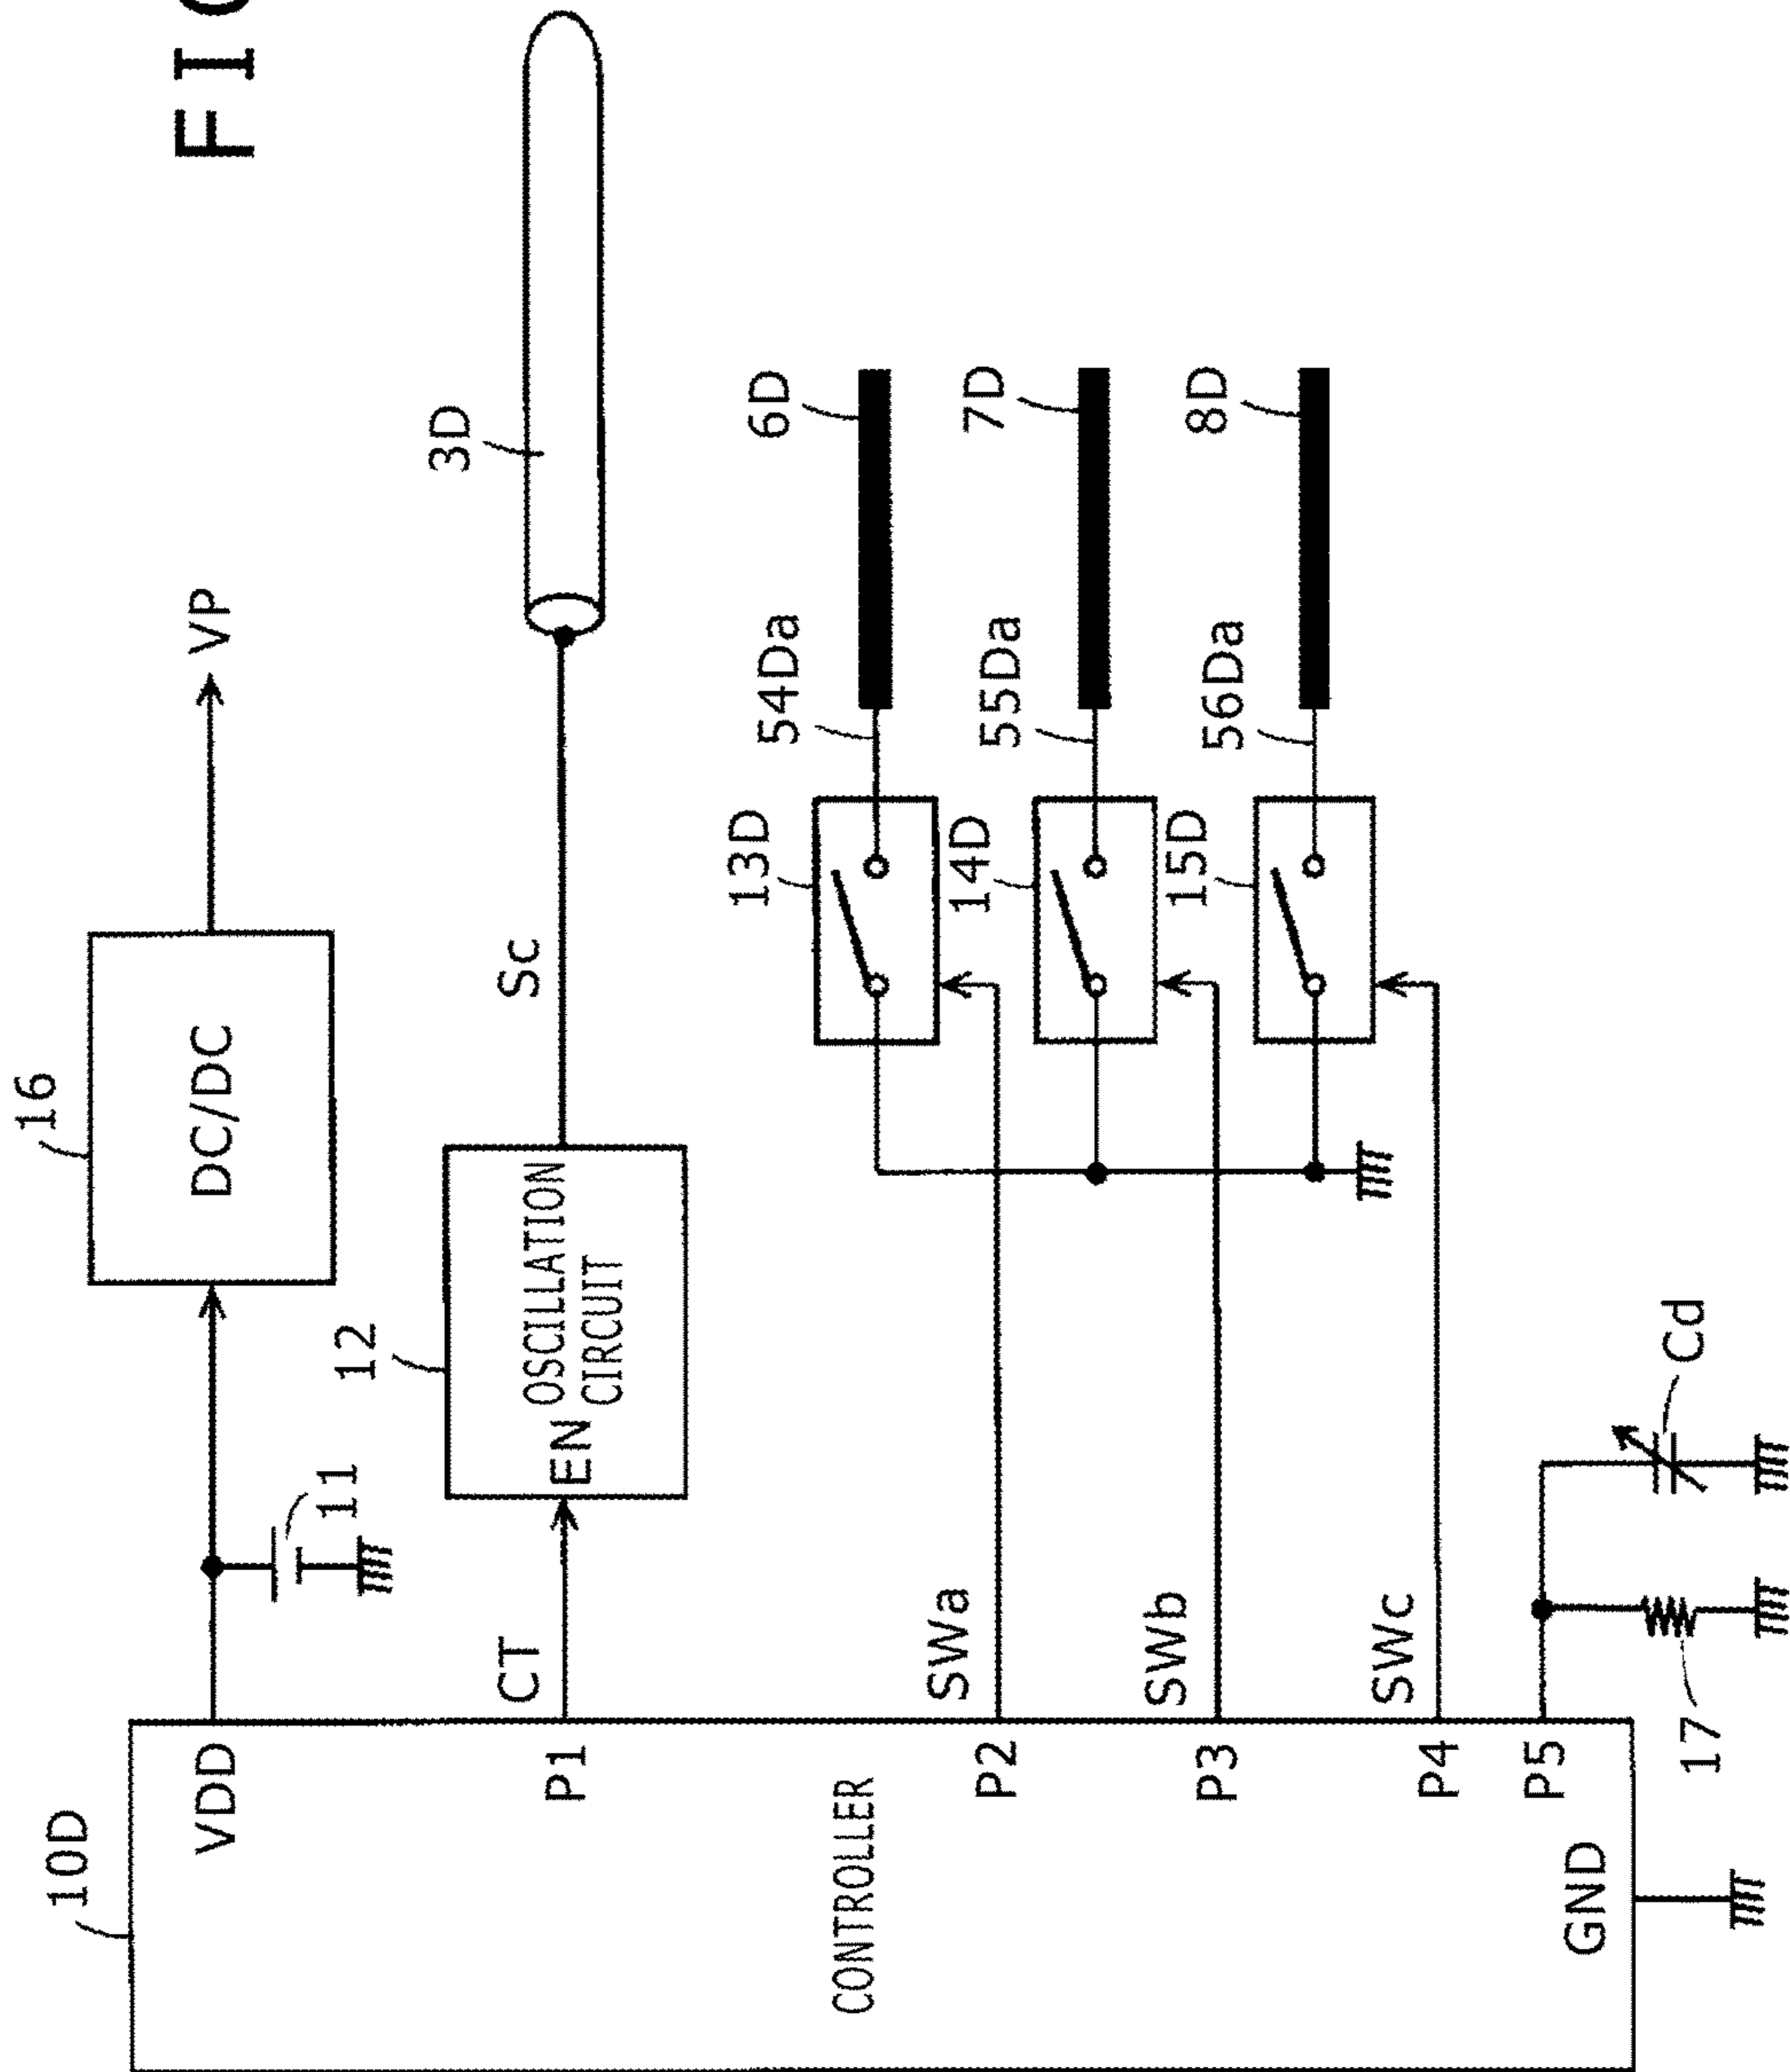 FIG
16
DC/DC
VP
10D
VDD
11
3D
12
OSCILLATION
CIRCUIT
EN
Sc
CT
P1
CONTROLLER
13D
54Da
6D
SWa
P2
14D
55Da
7D
SWb
P3
15D
56Da
8D
SWc
P4
P5
GND
17
Cd